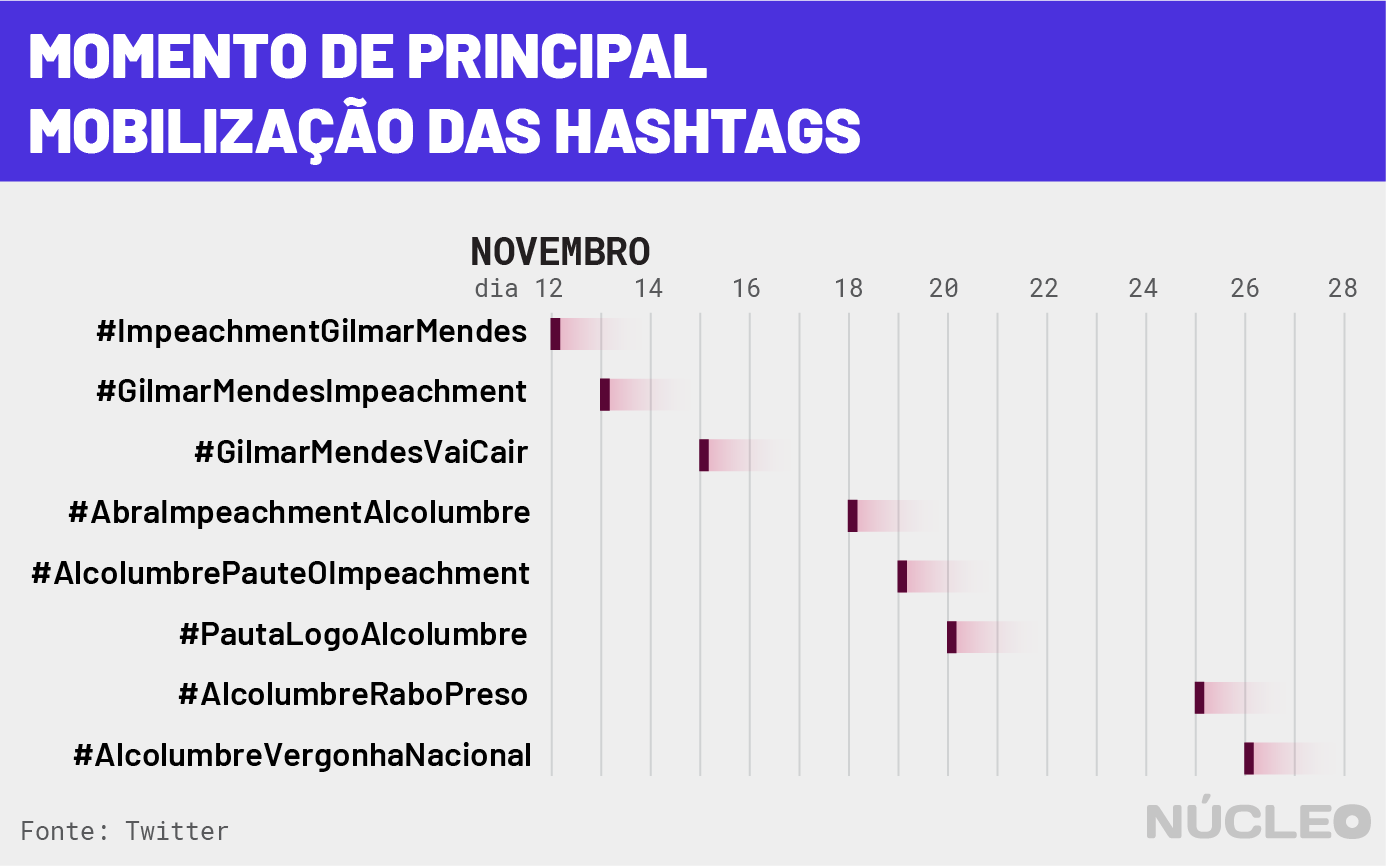 MOMENTO DE PRINCIPAL
MOBILIZAÇÃO DAS HASHTAGS
NOVEMBRO
dia 12 14 16 18 20 22 24 26 28
#ImpeachmentGilmarMendes
#GilmarMendesImpeachment
#GilmarMendesVaiCair
#AbraImpeachmentAlcolumbre
#AlcolumbrePauteOImpeachment
#PautaLogoAlcolumbre
#AlcolumbreRaboPreso
#AlcolumbreVergonhaNacional
Fonte: Twitter
NÚCLEO